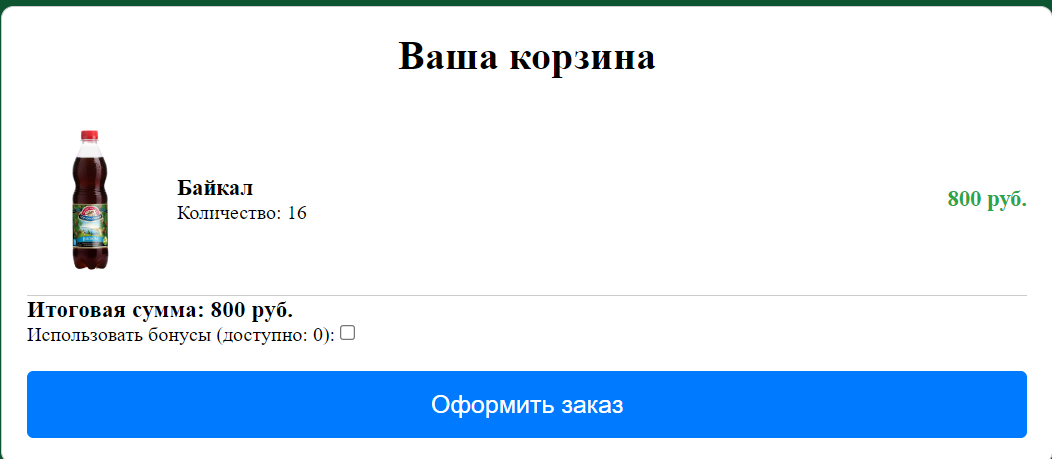 Ваша корзина
Байкал
Количество: 16
800 руб.
Итоговая сумма: 800 руб.
Использовать бонусы (доступно: 0):
Оформить заказ